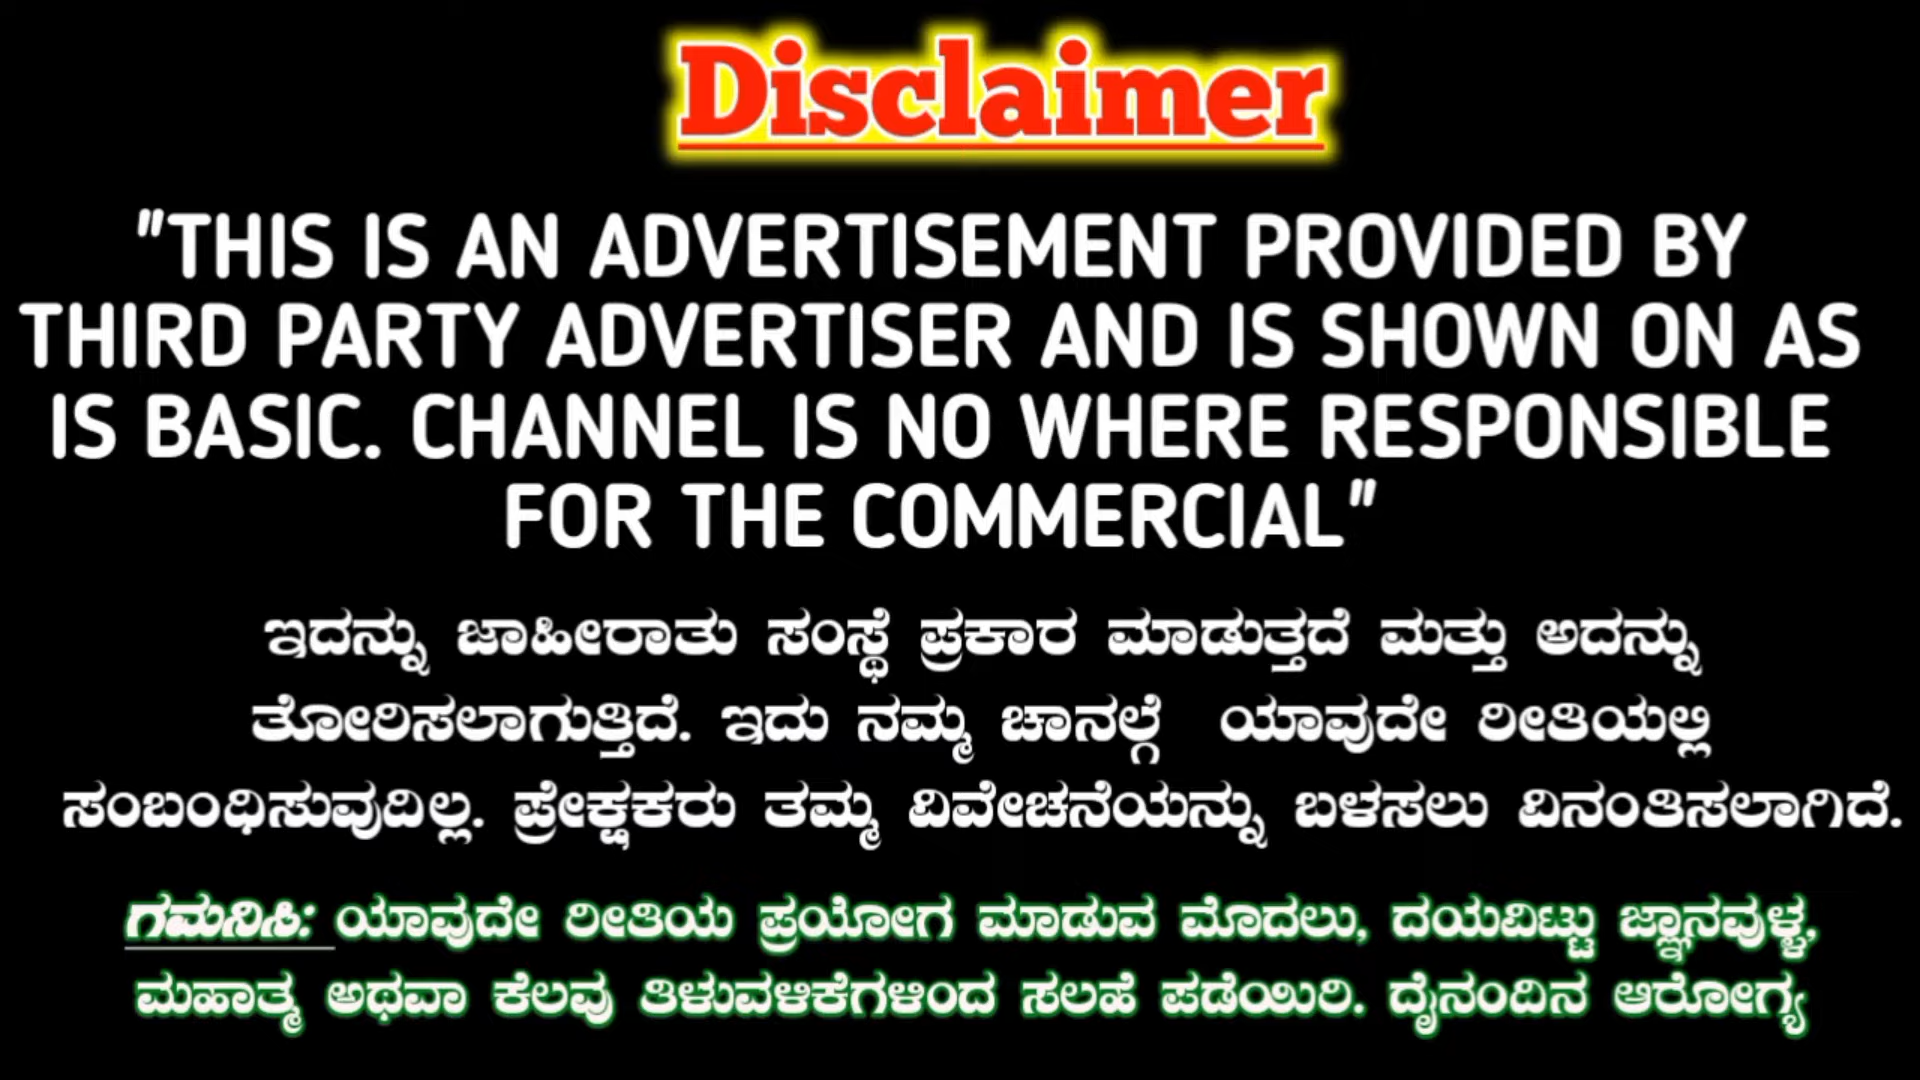 Disclaimer
"THIS IS AN ADVERTISEMENT PROVIDED BY
THIRD PARTY ADVERTISER AND IS SHOWN ON AS
IS BASIC. CHANNEL IS NO WHERE RESPONSIBLE
FOR THE COMMERCIAL"
ಇದನ್ನು ಜಾಹೀರಾತು ಸಂಸ್ಥೆ ಪ್ರಕಾರ ಮಾಡುತ್ತದೆ ಮತ್ತು ಅದನ್ನು
ತೋರಿಸಲಾಗುತ್ತಿದೆ. ಇದು ನಮ್ಮ ಚಾನಲ್ಗೆ ಯಾವುದೇ ರೀತಿಯಲ್ಲಿ
ಸಂಬಂಧಿಸುವುದಿಲ್ಲ. ಪ್ರೇಕ್ಷಕರು ತಮ್ಮ ವಿವೇಚನೆಯನ್ನು ಬಳಸಲು ವಿನಂತಿಸಲಾಗಿದೆ.
ಗಮನಿಸಿ: ಯಾವುದೇ ರೀತಿಯ ಪ್ರಯೋಗ ಮಾಡುವ ಮೊದಲು, ದಯವಿಟ್ಟು ಜ್ಞಾನವುಳ್ಳ,
ಮಹಾತ್ಮ ಅಥವಾ ಕೆಲವು ತಿಳುವಳಿಕೆಗಳಿಂದ ಸಲಹೆ ಪಡೆಯಿರಿ. ದೈನಂದಿನ ಆರೋಗ್ಯ